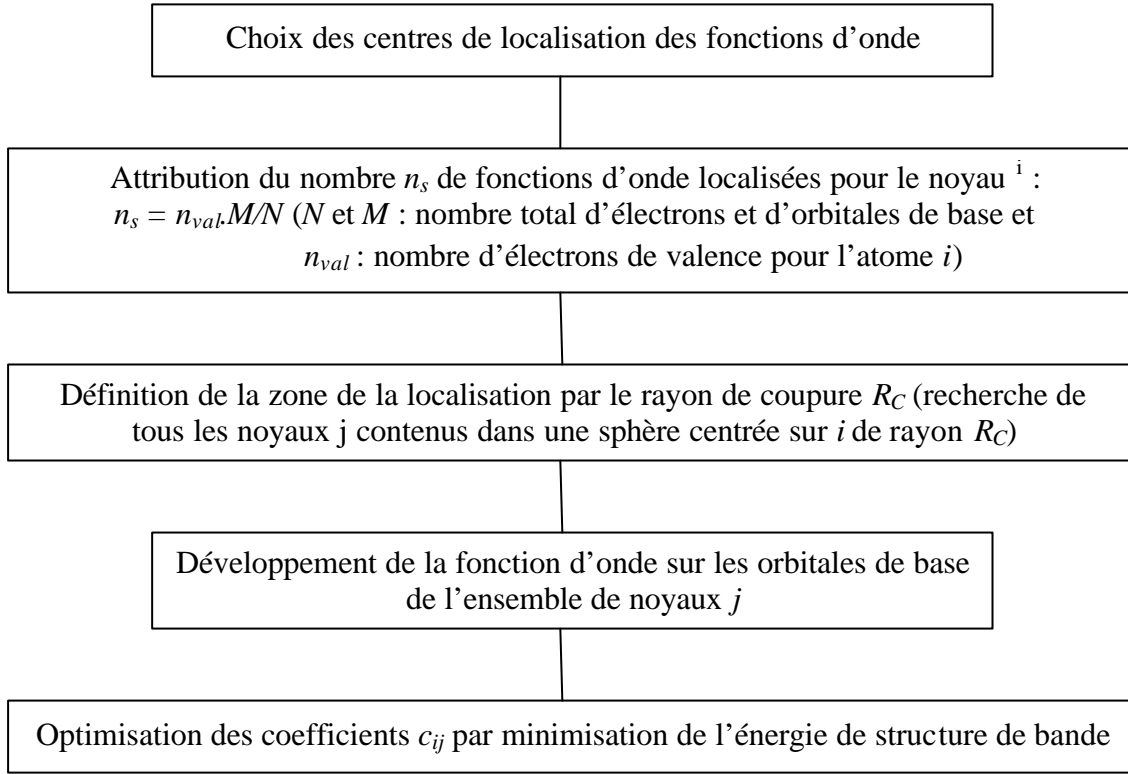 Choix des centres de localisation des fonctions d’onde
Attribution du nombre n_s de fonctions d’onde localisées pour le noyau ^i :
n_s = n_val.M/N (N et M : nombre total d’électrons et d’orbitales de base et
n_val : nombre d’électrons de valence pour l’atome i)
Définition de la zone de la localisation par le rayon de coupure R_C (recherche de
tous les noyaux j contenus dans une sphère centrée sur i de rayon R_C)
Développement de la fonction d’onde sur les orbitales de base
de l’ensemble de noyaux j
Optimisation des coefficients c_ij par minimisation de l’énergie de structure de bande